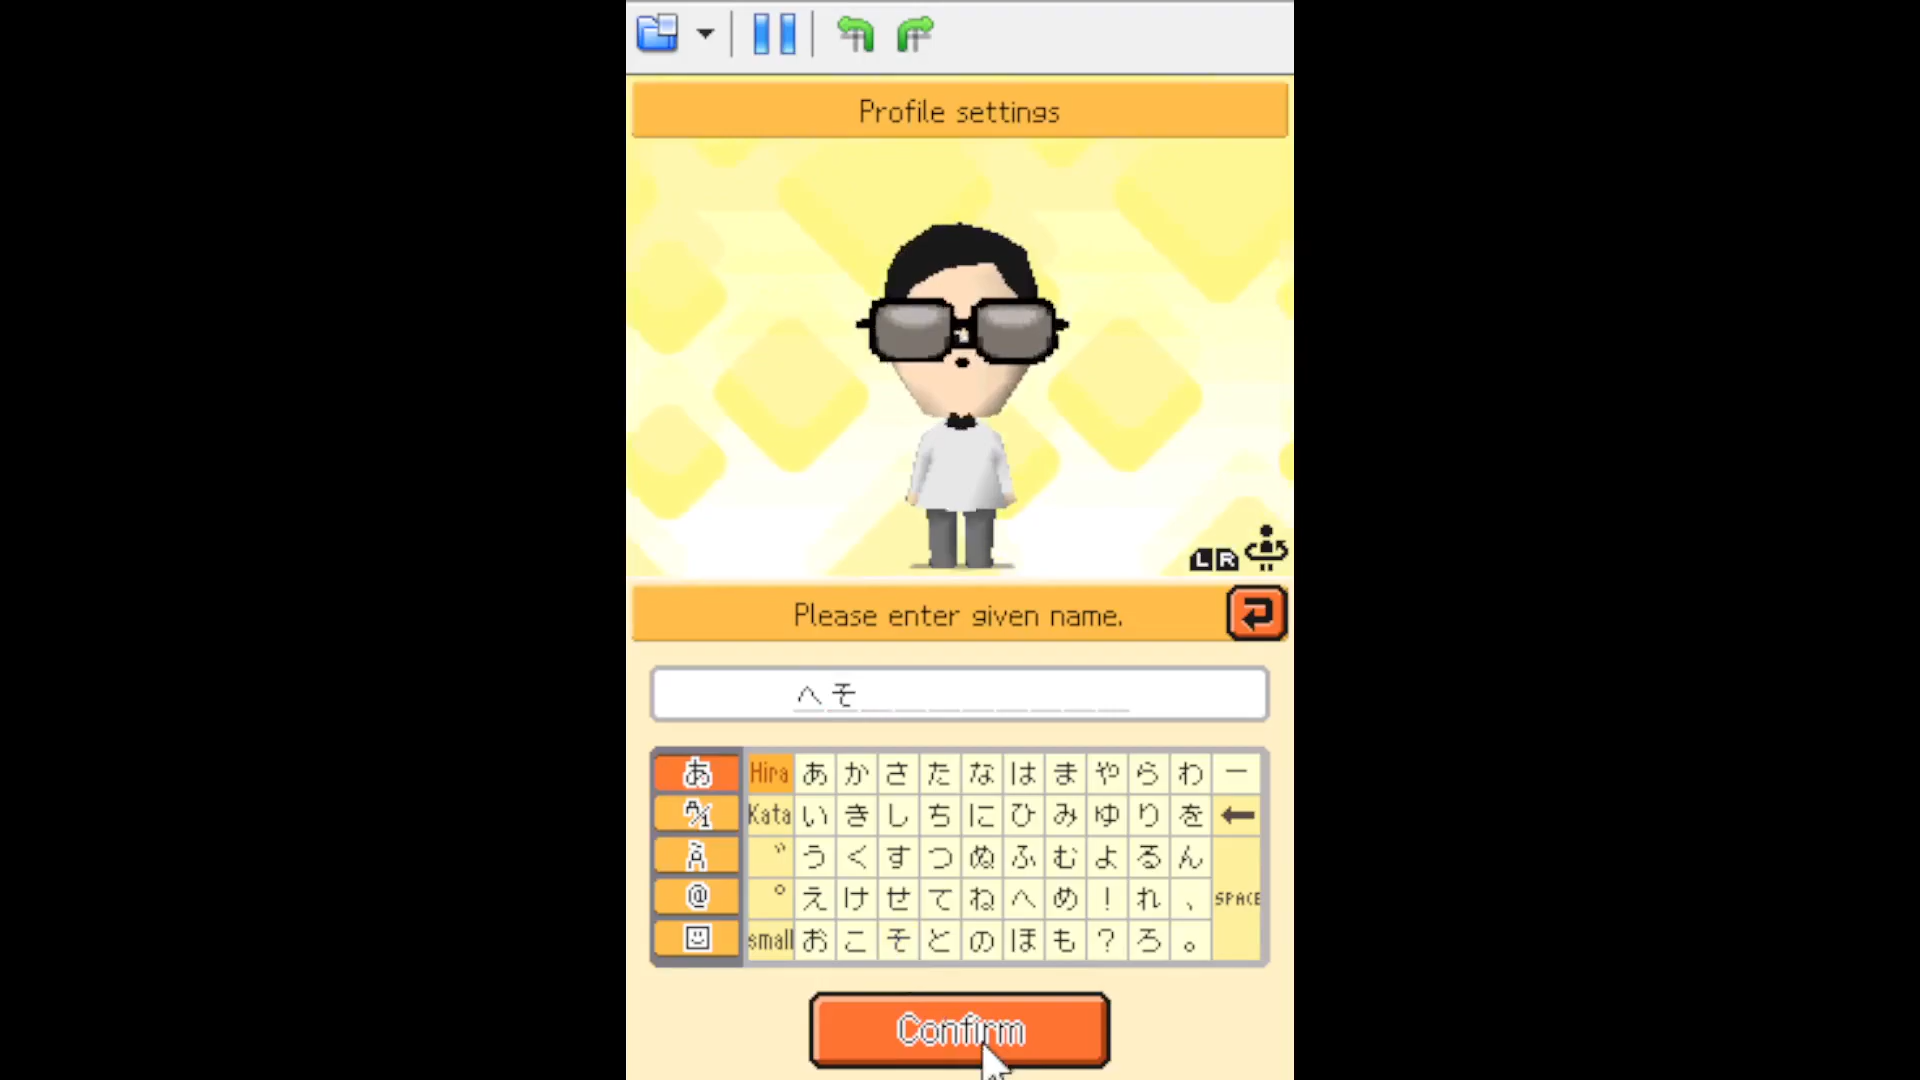 Profile settings
L R
Please enter given name.
へそ
あ Hira あ か さ た な は ま や ら わ ー
A/1 Kata い き し ち に ひ み ゆ り を ←
Ã ゛ う く す つ ぬ ふ む よ る ん
@ ゜ え け せ て ね へ め ！ れ 、 SPACE
small お こ そ と の ほ も ？ ろ 。
Confirm